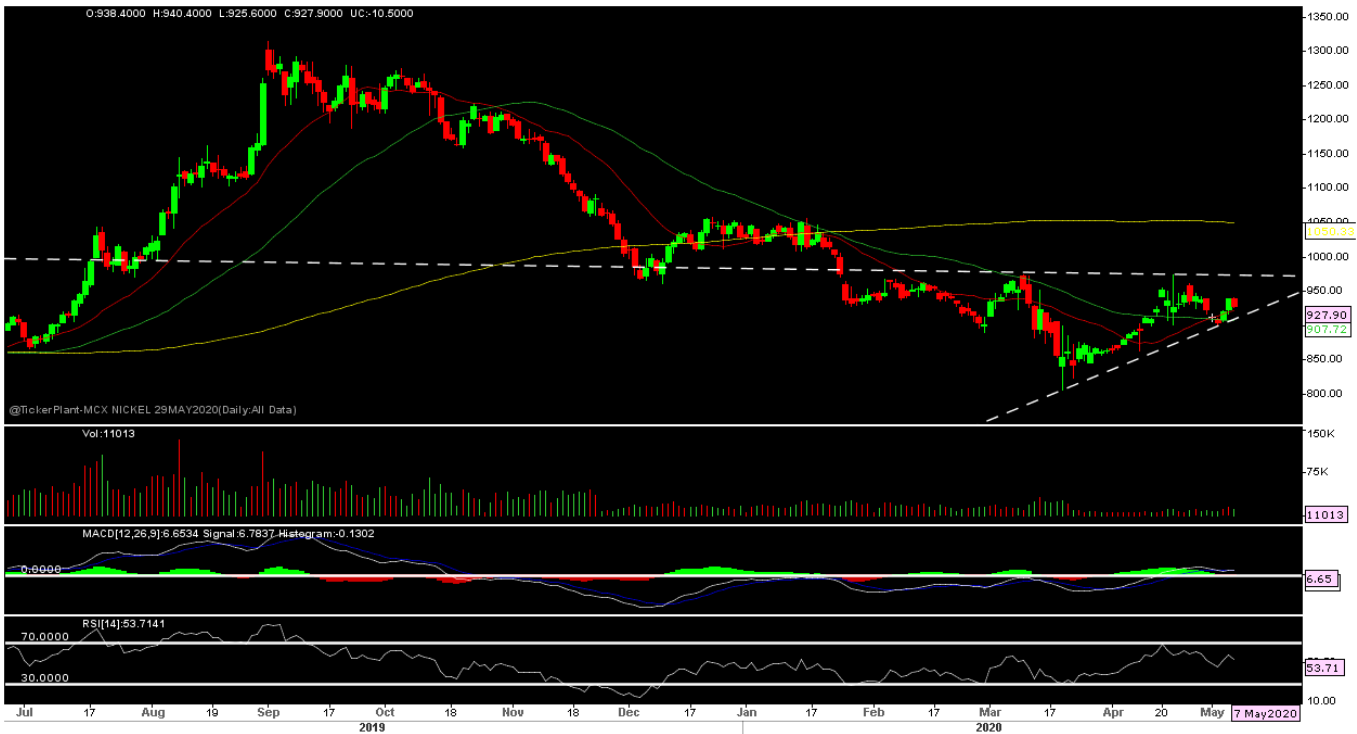 O:938.4000 H:940.4000 L:925.6000 C:927.9000 UC:-10.5000
1350.00
1300.00
1250.00
1200.00
1150.00
1100.00
1050.00
1050.33
1000.00
950.00
927.90
907.72
850.00
800.00
@TickerPlant-MCX NICKEL 29MAY2020(Daily:All Data)
Vol:11013
150K
75K
11013
MACD[12,26,9]:6.6534 Signal:6.7837 Histogram:-0.1302
0.0000
6.65
RSI[14]:53.7141
70.0000
53.71
30.0000
10.00
Jul 17 Aug 19 Sep 17 Oct 18 Nov 18 Dec 17 Jan 17 Feb 17 Mar 17 Apr 20 May 7 May2020
2019 2020